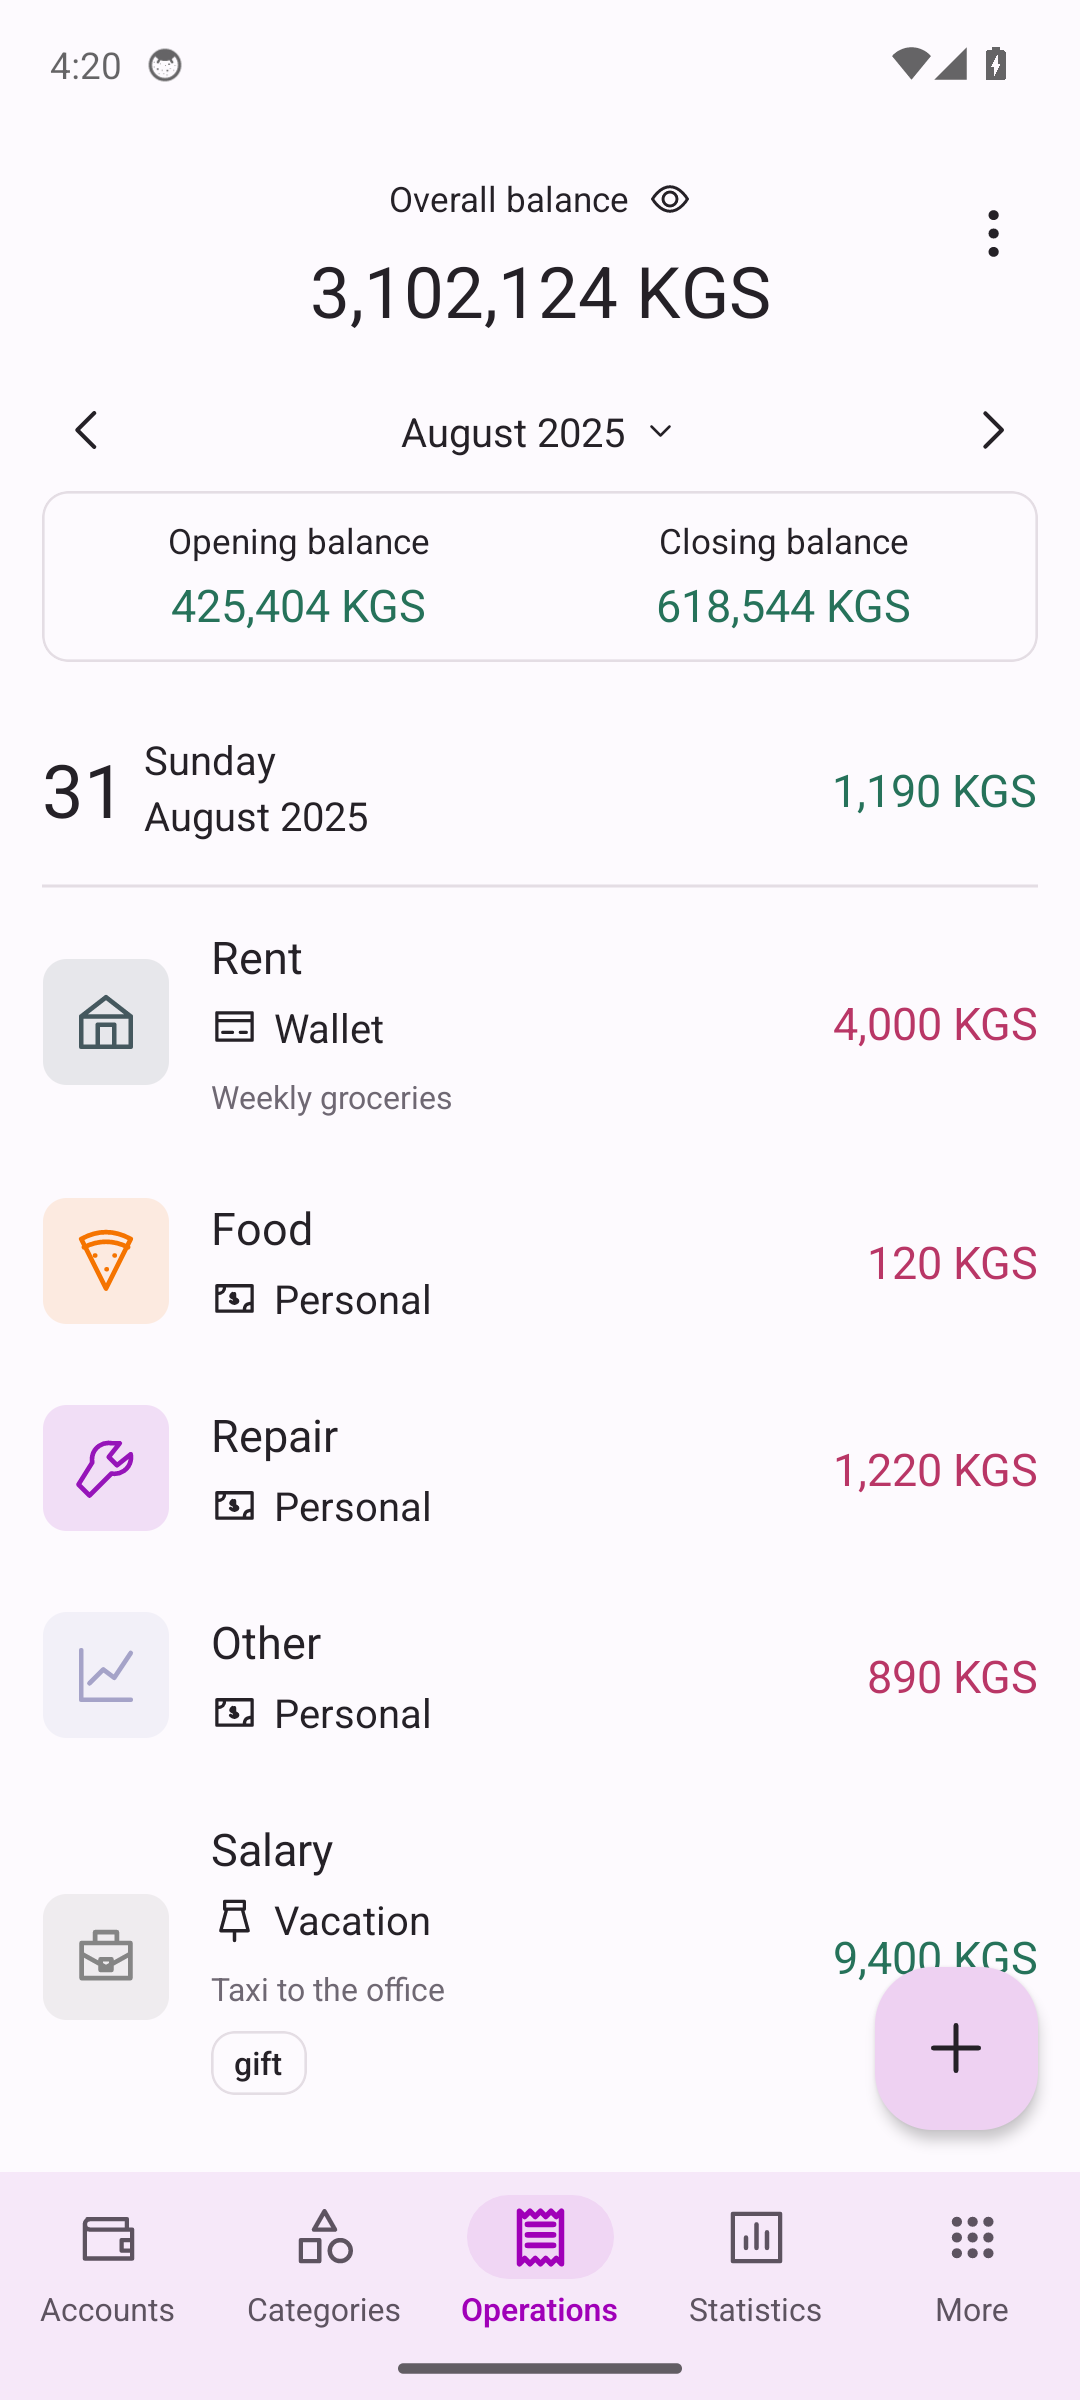 4:20
Overall balance
3,102,124 KGS
August 2025
Opening balance
Closing balance
425,404 KGS
618,544 KGS
31
Sunday
August 2025
1,190 KGS
Rent
Wallet
Weekly groceries
4,000 KGS
Food
Personal
120 KGS
Repair
Personal
1,220 KGS
Other
Personal
890 KGS
Salary
Vacation
Taxi to the office
gift
9,400 KGS
Accounts
Categories
Operations
Statistics
More